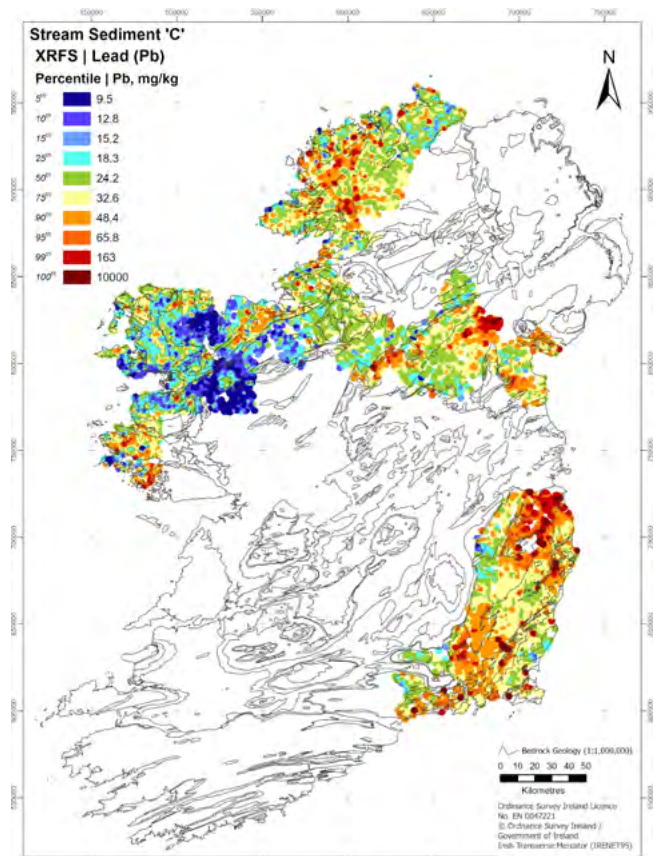 Stream Sediment 'C'
XRFS | Lead (Pb)
Percentile | Pb, mg/kg
5th 9.5
10th 12.8
15th 15.2
25th 18.3
50th 24.2
75th 32.6
90th 48.4
95th 65.8
99th 163
100th 10000
N
Bedrock Geology (1:1,000,000)
0 10 20 30 40 50
Kilometres
Ordnance Survey Ireland Licence
No. EN 0047221
© Ordnance Survey Ireland /
Government of Ireland
Irish Transverse Mercator (IRENET95)